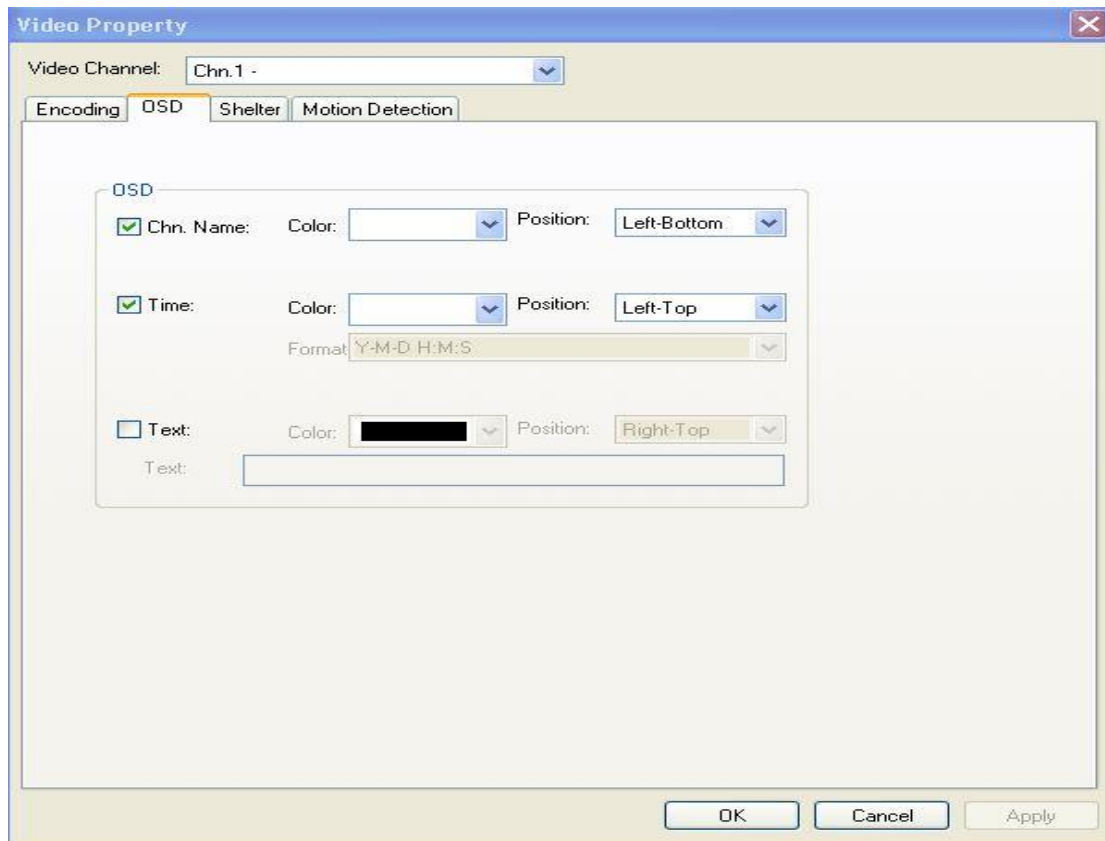 Video Property
Video Channel: Chn.1 -
Encoding OSD Shelter Motion Detection
OSD
Chn. Name: Color: Position: Left-Bottom
Time: Color: Position: Left-Top
Format Y-M-D H:M:S
Text: Color: Position: Right-Top
Text:
OK Cancel Apply